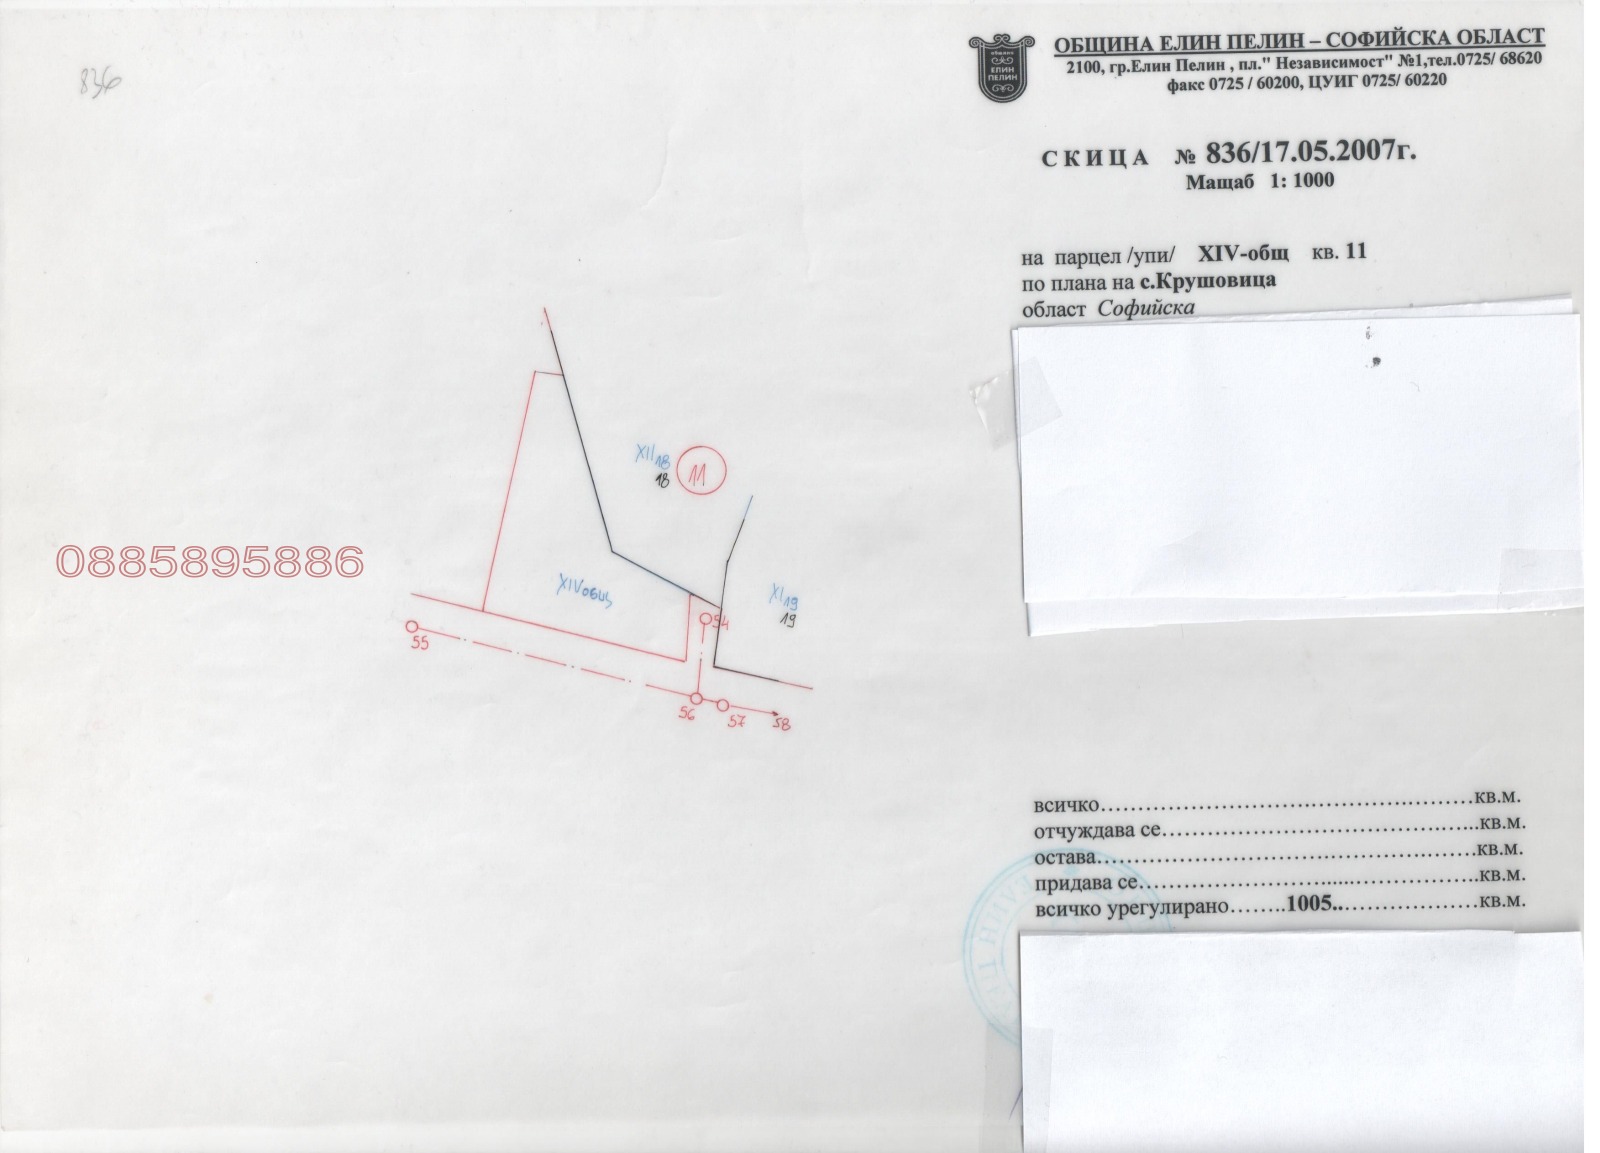 836
общино
ЕЛИН
ПЕЛИН
ОБЩИНА ЕЛИН ПЕЛИН – СОФИЙСКА ОБЛАСТ
2100, гр.Елин Пелин , пл." Независимост" №1,тел.0725/ 68620
факс 0725 / 60200, ЦУИГ 0725/ 60220
С К И Ц А № 836/17.05.2007г.
Мащаб 1: 1000
на парцел /упи/ XIV-общ кв. 11
по плана на с.Крушовица
област Софийска
XII18
18
11
0885895886
XIVобщ
XI19
19
54
55
56
57
58
всичко………………………………………….кв.м.
отчуждава се…………………………………...кв.м.
остава………………………………………….кв.м.
придава се…………………………………….кв.м.
всичко урегулирано……..1005..………………кв.м.